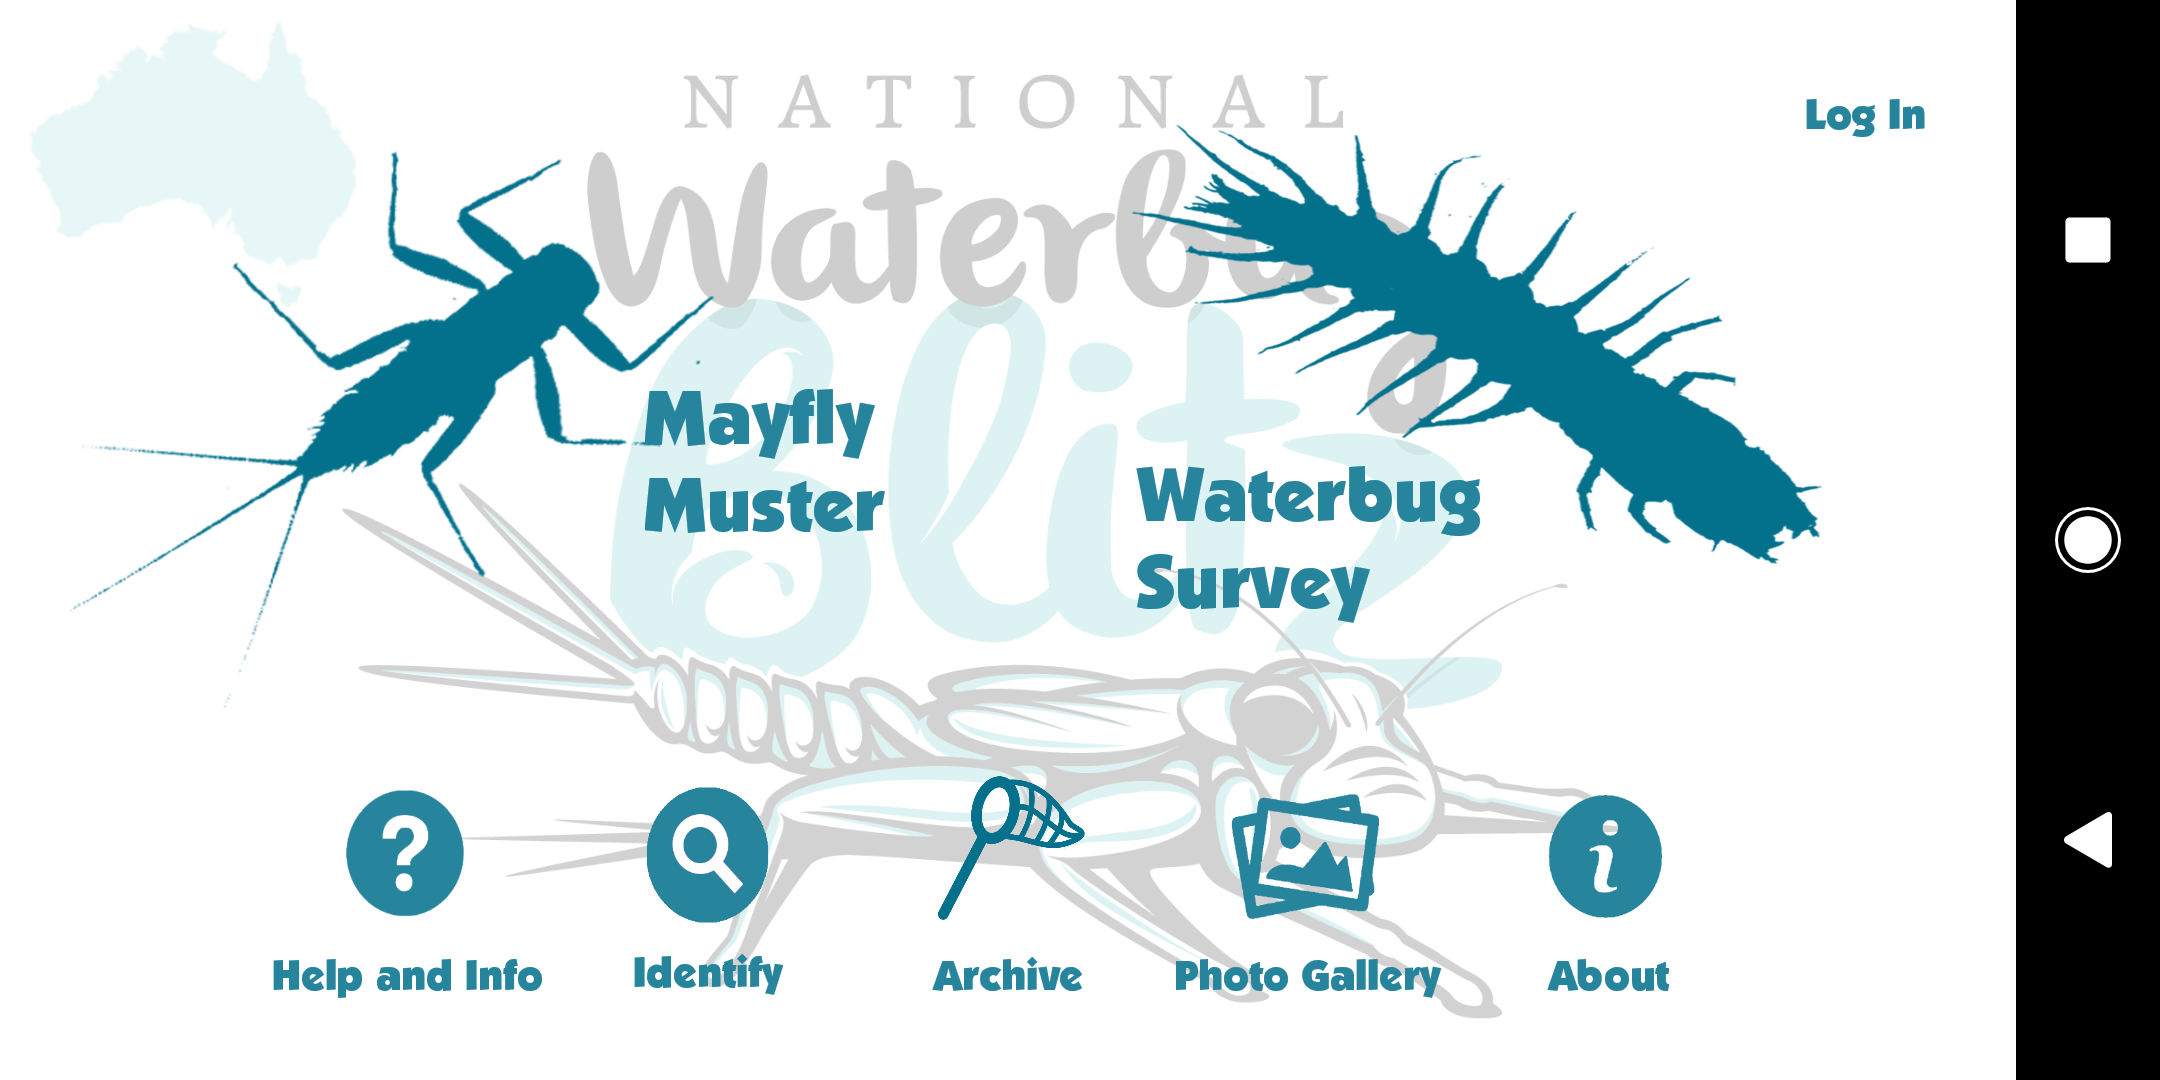 NATIONAL
Log In
Waterbug
Blitz
Mayfly
Muster
Waterbug
Survey
Help and Info
Identify
Archive
Photo Gallery
About